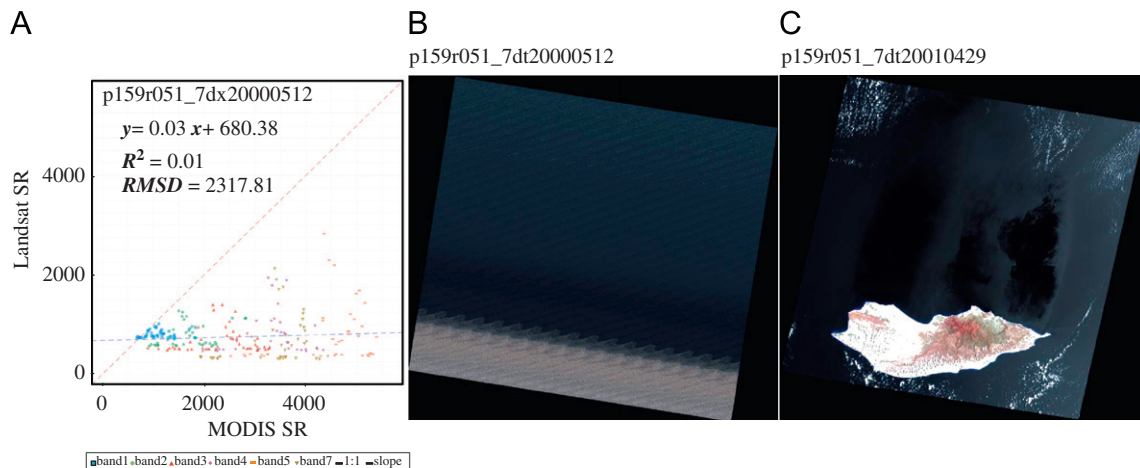 A
B
C
p159r051_7dt20000512
p159r051_7dt20010429
p159r051_7dx20000512
y= 0.03 x+ 680.38
R² = 0.01
RMSD = 2317.81
Landsat SR
4000
2000
0
0 2000 4000
MODIS SR
band1 band2 band3 band4 band5 band7 1:1 slope